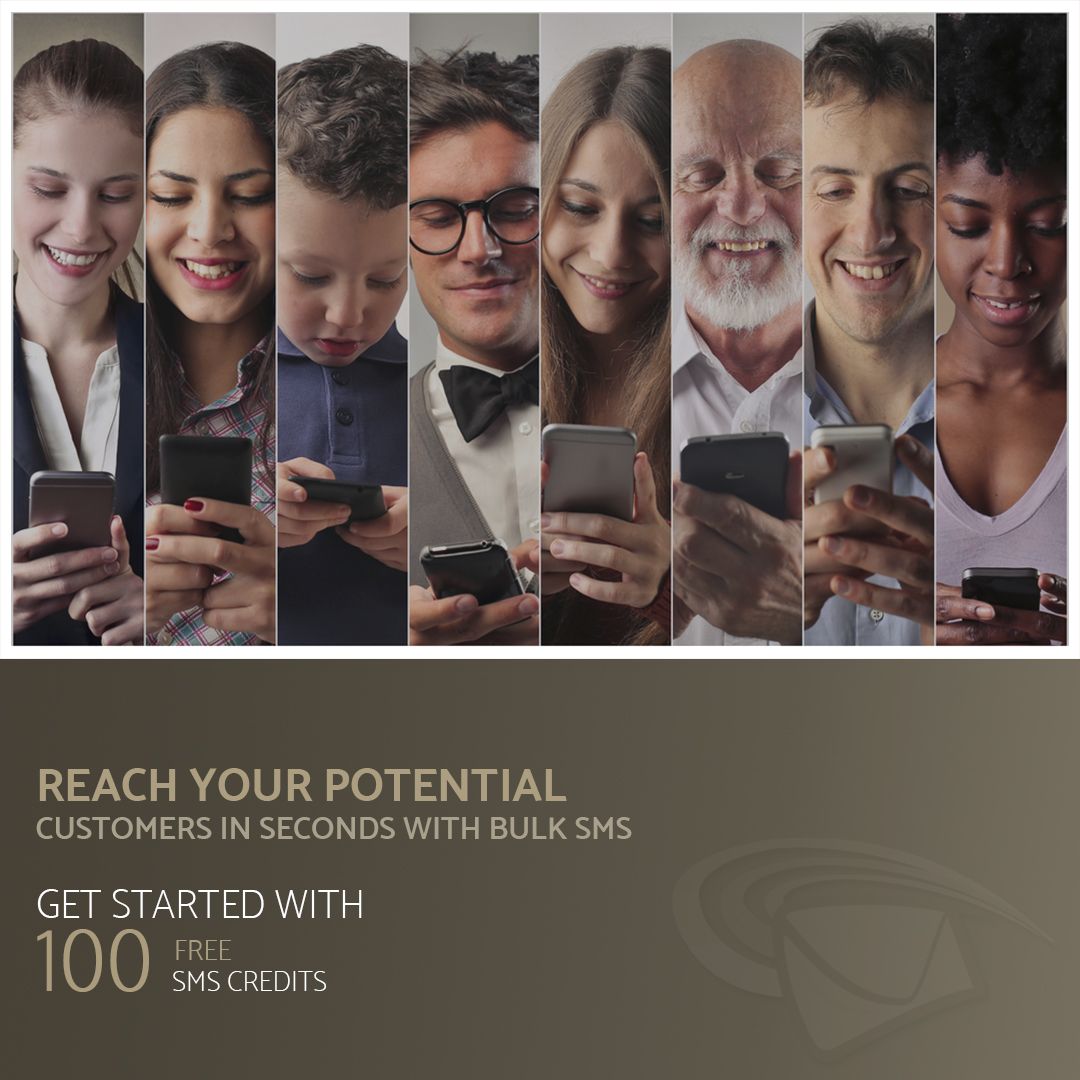 REACH YOUR POTENTIAL
CUSTOMERS IN SECONDS WITH BULK SMS
GET STARTED WITH
100 FREE
SMS CREDITS